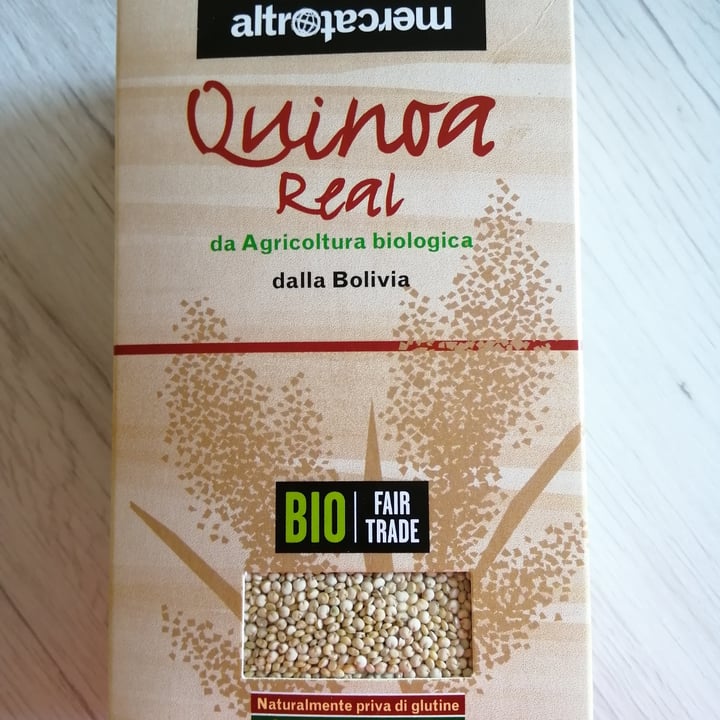 altromercato
Quinoa
Real
da Agricoltura biologica
dalla Bolivia
BIO | FAIR
TRADE
Naturalmente priva di glutine